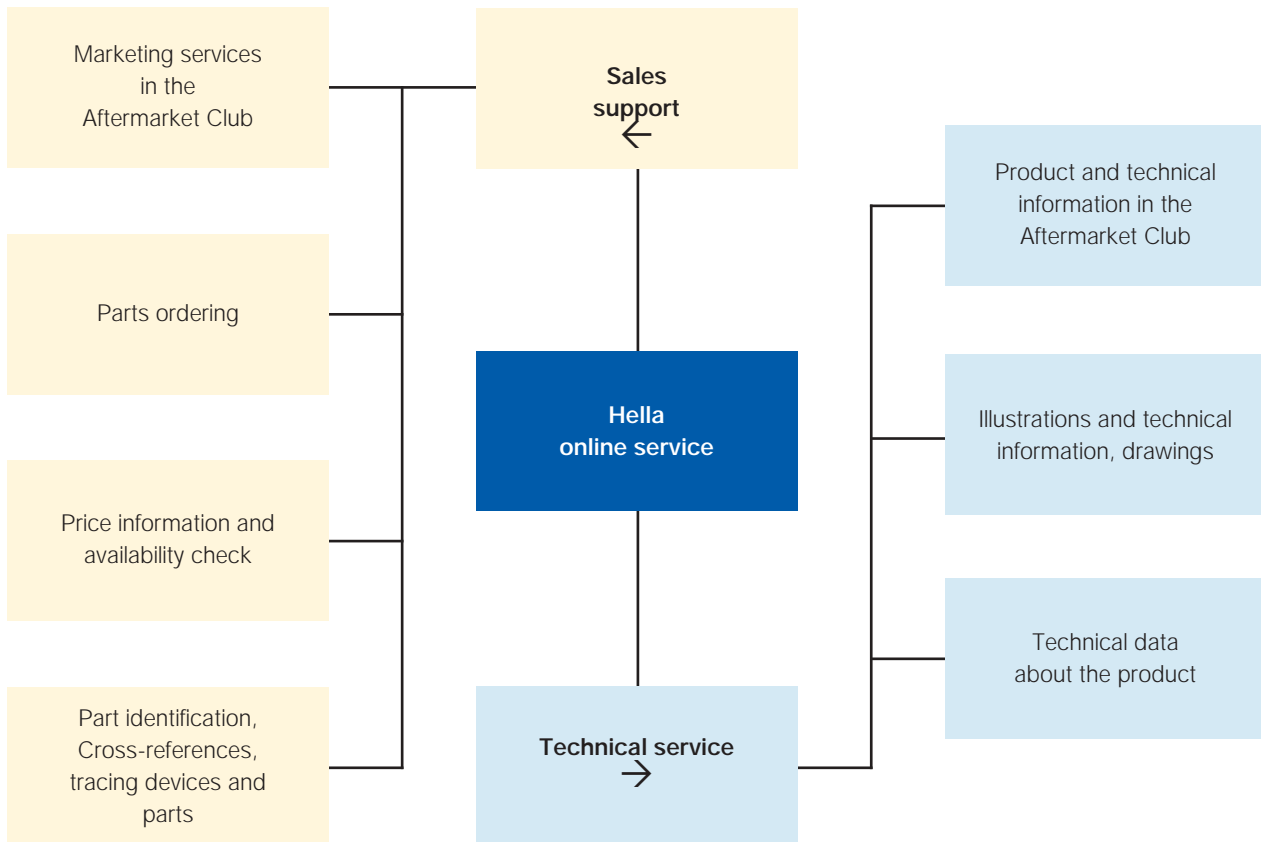 Marketing services
in the
Aftermarket Club
Parts ordering
Price information and
availability check
Part identification,
Cross-references,
tracing devices and
parts
Sales
support
Hella
online service
Technical service
Product and technical
information in the
Aftermarket Club
Illustrations and technical
information, drawings
Technical data
about the product